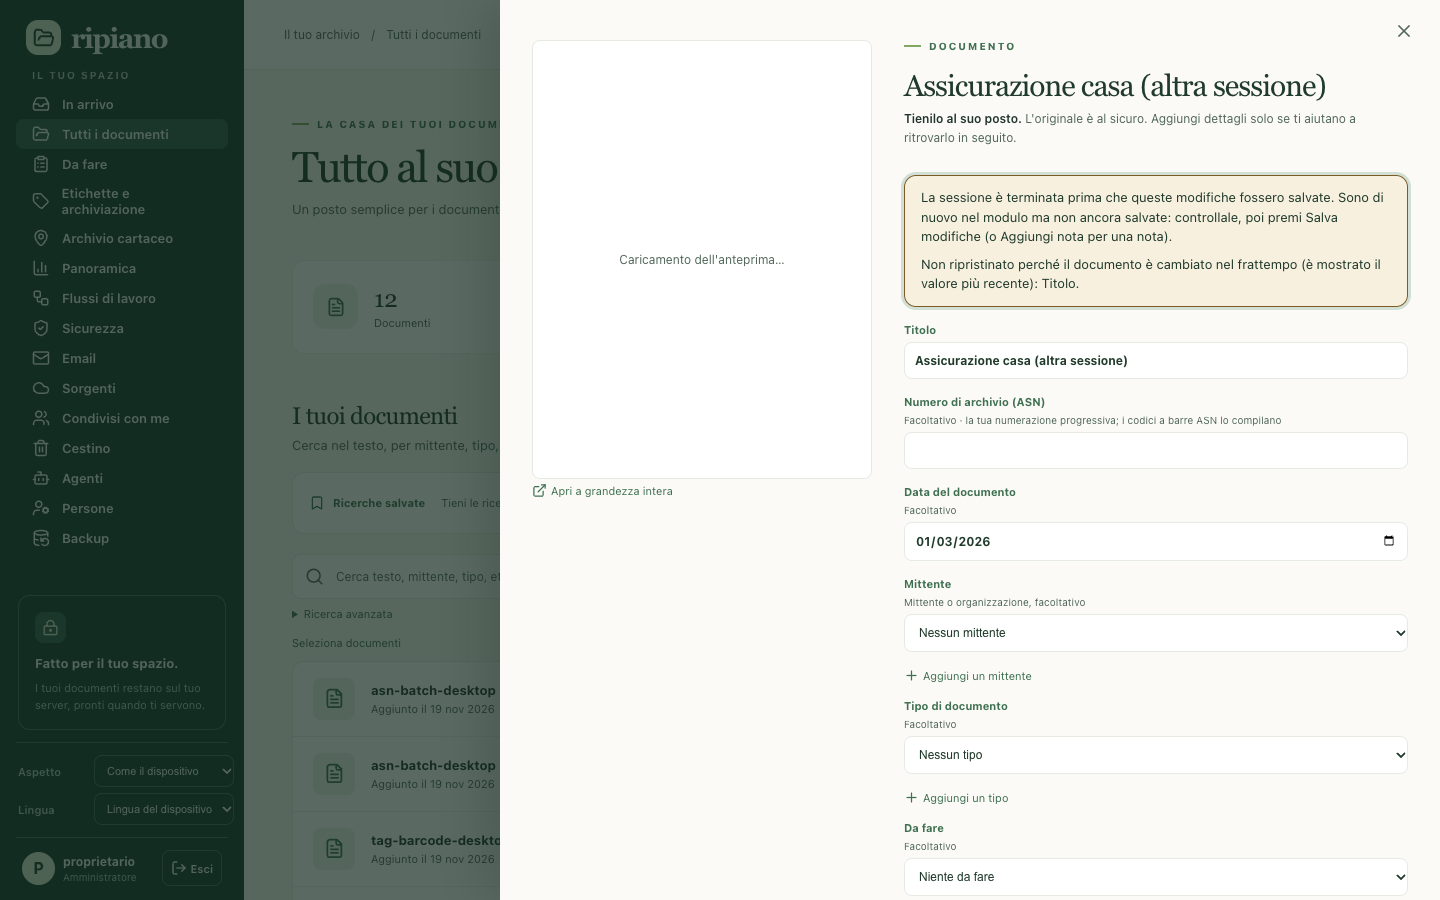 ripiano
IL TUO SPAZIO
In arrivo
Tutti i documenti
Da fare
Etichette e
archiviazione
Archivio cartaceo
Panoramica
Flussi di lavoro
Sicurezza
Email
Sorgenti
Condivisi con me
Cestino
Agenti
Persone
Backup
Fatto per il tuo spazio.
I tuoi documenti restano sul tuo
server, pronti quando ti servono.
Aspetto
Come il dispositivo
Lingua
Lingua del dispositivo
P
proprietario
Amministratore
Esci
Il tuo archivio / Tutti i documenti
LA CASA DEI TUOI DOCUM
Tutto al suo
Un posto semplice per i document
12
Documenti
I tuoi documenti
Cerca nel testo, per mittente, tipo,
Ricerche salvate Tieni le rice
Cerca testo, mittente, tipo, et
Ricerca avanzata
Seleziona documenti
asn-batch-desktop
Aggiunto il 19 nov 2026
asn-batch-desktop
Aggiunto il 19 nov 2026
tag-barcode-deskto
Aggiunto il 19 nov 2026
Caricamento dell'anteprima...
Apri a grandezza intera
DOCUMENTO
Assicurazione casa (altra sessione)
Tienilo al suo posto. L'originale è al sicuro. Aggiungi dettagli solo se ti aiutano a
ritrovarlo in seguito.
La sessione è terminata prima che queste modifiche fossero salvate. Sono di
nuovo nel modulo ma non ancora salvate: controllale, poi premi Salva
modifiche (o Aggiungi nota per una nota).
Non ripristinato perché il documento è cambiato nel frattempo (è mostrato il
valore più recente): Titolo.
Titolo
Assicurazione casa (altra sessione)
Numero di archivio (ASN)
Facoltativo · la tua numerazione progressiva; i codici a barre ASN lo compilano
Data del documento
Facoltativo
01/03/2026
Mittente
Mittente o organizzazione, facoltativo
Nessun mittente
Aggiungi un mittente
Tipo di documento
Facoltativo
Nessun tipo
Aggiungi un tipo
Da fare
Facoltativo
Niente da fare